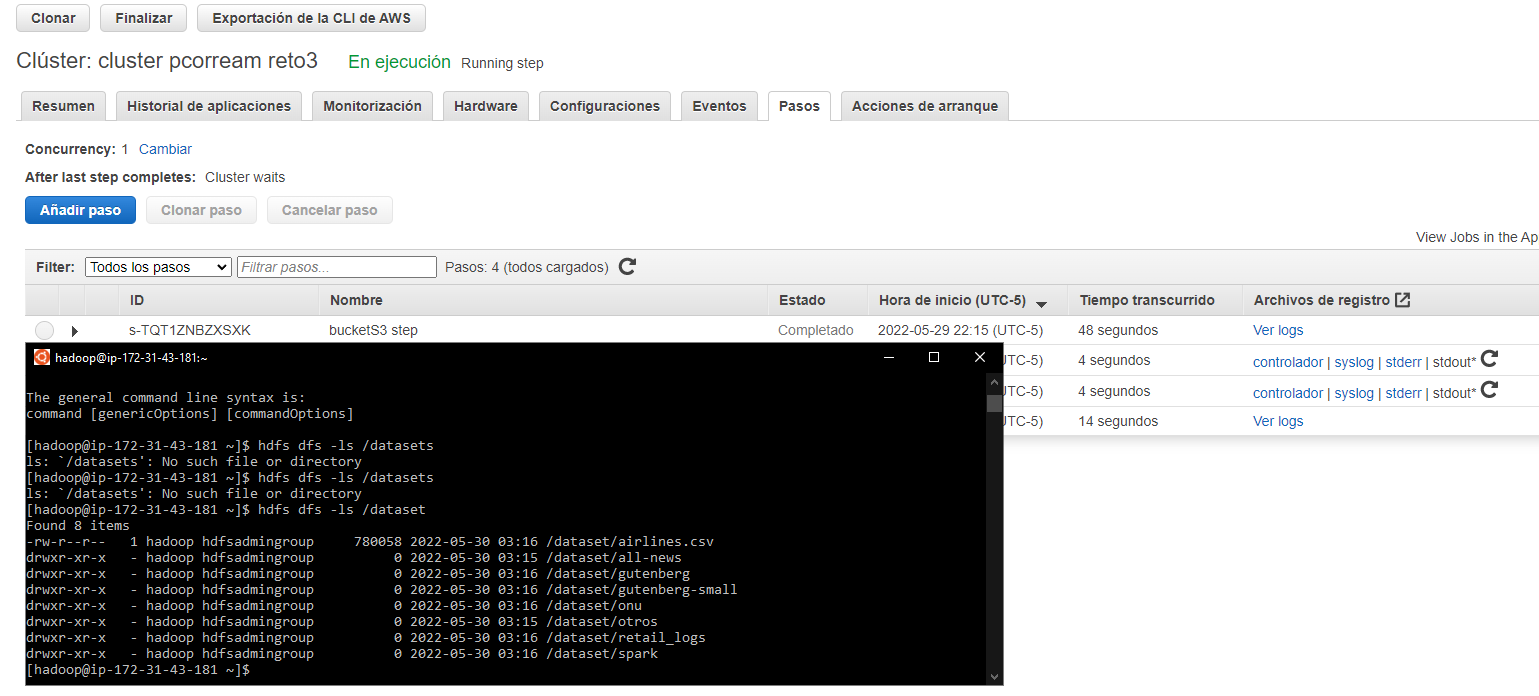 Clonar Finalizar Exportación de la CLI de AWS
Clúster: cluster pcorream reto3 En ejecución Running step
Resumen Historial de aplicaciones Monitorización Hardware Configuraciones Eventos Pasos Acciones de arranque
Concurrency: 1 Cambiar
After last step completes: Cluster waits
Añadir paso Clonar paso Cancelar paso
View Jobs in the Ap
Filter: Todos los pasos Filtrar pasos... Pasos: 4 (todos cargados)
ID Nombre Estado Hora de inicio (UTC-5) Tiempo transcurrido Archivos de registro
s-TQT1ZNBZXSXK bucketS3 step Completado 2022-05-29 22:15 (UTC-5) 48 segundos Ver logs
UTC-5) 4 segundos controlador | syslog | stderr | stdout*
UTC-5) 4 segundos controlador | syslog | stderr | stdout*
UTC-5) 14 segundos Ver logs
hadoop@ip-172-31-43-181:~
The general command line syntax is:
command [genericOptions] [commandOptions]
[hadoop@ip-172-31-43-181 ~]$ hdfs dfs -ls /datasets
ls: `/datasets': No such file or directory
[hadoop@ip-172-31-43-181 ~]$ hdfs dfs -ls /datasets
ls: `/datasets': No such file or directory
[hadoop@ip-172-31-43-181 ~]$ hdfs dfs -ls /dataset
Found 8 items
-rw-r--r-- 1 hadoop hdfsadmingroup 780058 2022-05-30 03:16 /dataset/airlines.csv
drwxr-xr-x - hadoop hdfsadmingroup 0 2022-05-30 03:15 /dataset/all-news
drwxr-xr-x - hadoop hdfsadmingroup 0 2022-05-30 03:16 /dataset/gutenberg
drwxr-xr-x - hadoop hdfsadmingroup 0 2022-05-30 03:16 /dataset/gutenberg-small
drwxr-xr-x - hadoop hdfsadmingroup 0 2022-05-30 03:16 /dataset/onu
drwxr-xr-x - hadoop hdfsadmingroup 0 2022-05-30 03:15 /dataset/otros
drwxr-xr-x - hadoop hdfsadmingroup 0 2022-05-30 03:16 /dataset/retail_logs
drwxr-xr-x - hadoop hdfsadmingroup 0 2022-05-30 03:16 /dataset/spark
[hadoop@ip-172-31-43-181 ~]$